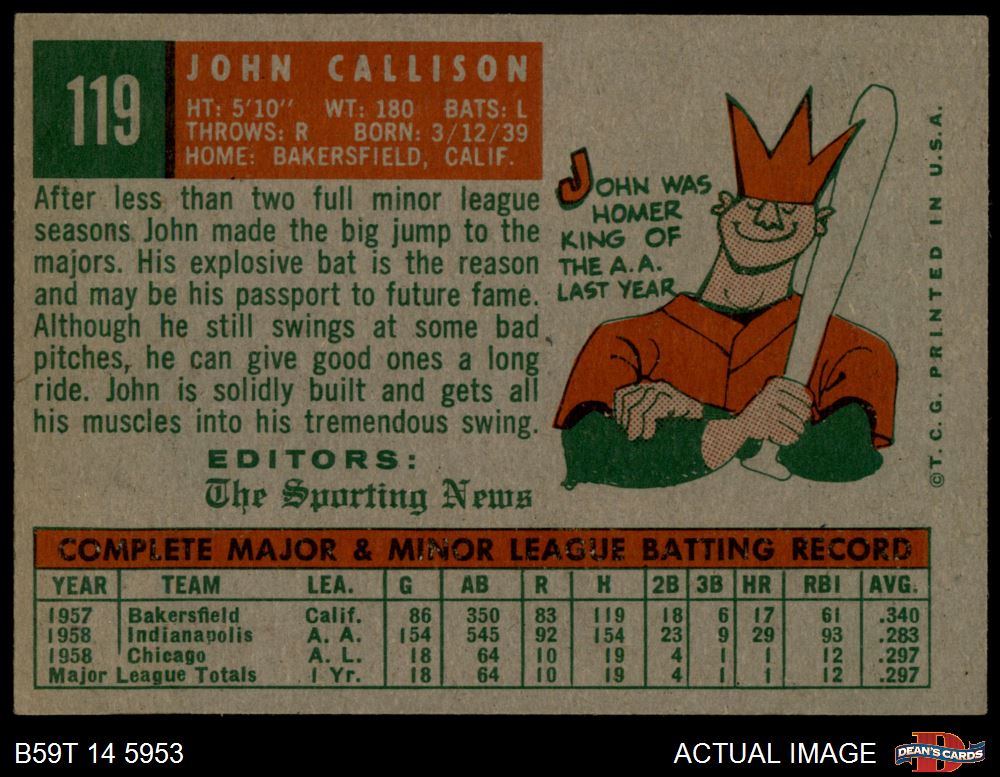 119
JOHN CALLISON
HT: 5'10" WT: 180 BATS: L
THROWS: R BORN: 3/12/39
HOME: BAKERSFIELD, CALIF.
After less than two full minor league
seasons John made the big jump to the
majors. His explosive bat is the reason
and may be his passport to future fame.
Although he still swings at some bad
pitches, he can give good ones a long
ride. John is solidly built and gets all
his muscles into his tremendous swing.
EDITORS:
The Sporting News
JOHN WAS
HOMER
KING OF
THE A.A.
LAST YEAR
© T. C. G. PRINTED IN U.S.A.
COMPLETE MAJOR & MINOR LEAGUE BATTING RECORD
YEAR TEAM LEA. G AB R H 2B 3B HR RBI AVG.
1957 Bakersfield Calif. 86 350 83 119 18 6 17 61 .340
1958 Indianapolis A. A. 154 545 92 154 23 9 29 93 .283
1958 Chicago A. L. 18 64 10 19 4 1 1 12 .297
Major League Totals 1 Yr. 18 64 10 19 4 1 1 12 .297
B59T 14 5953
ACTUAL IMAGE
D
DEAN'S CARDS